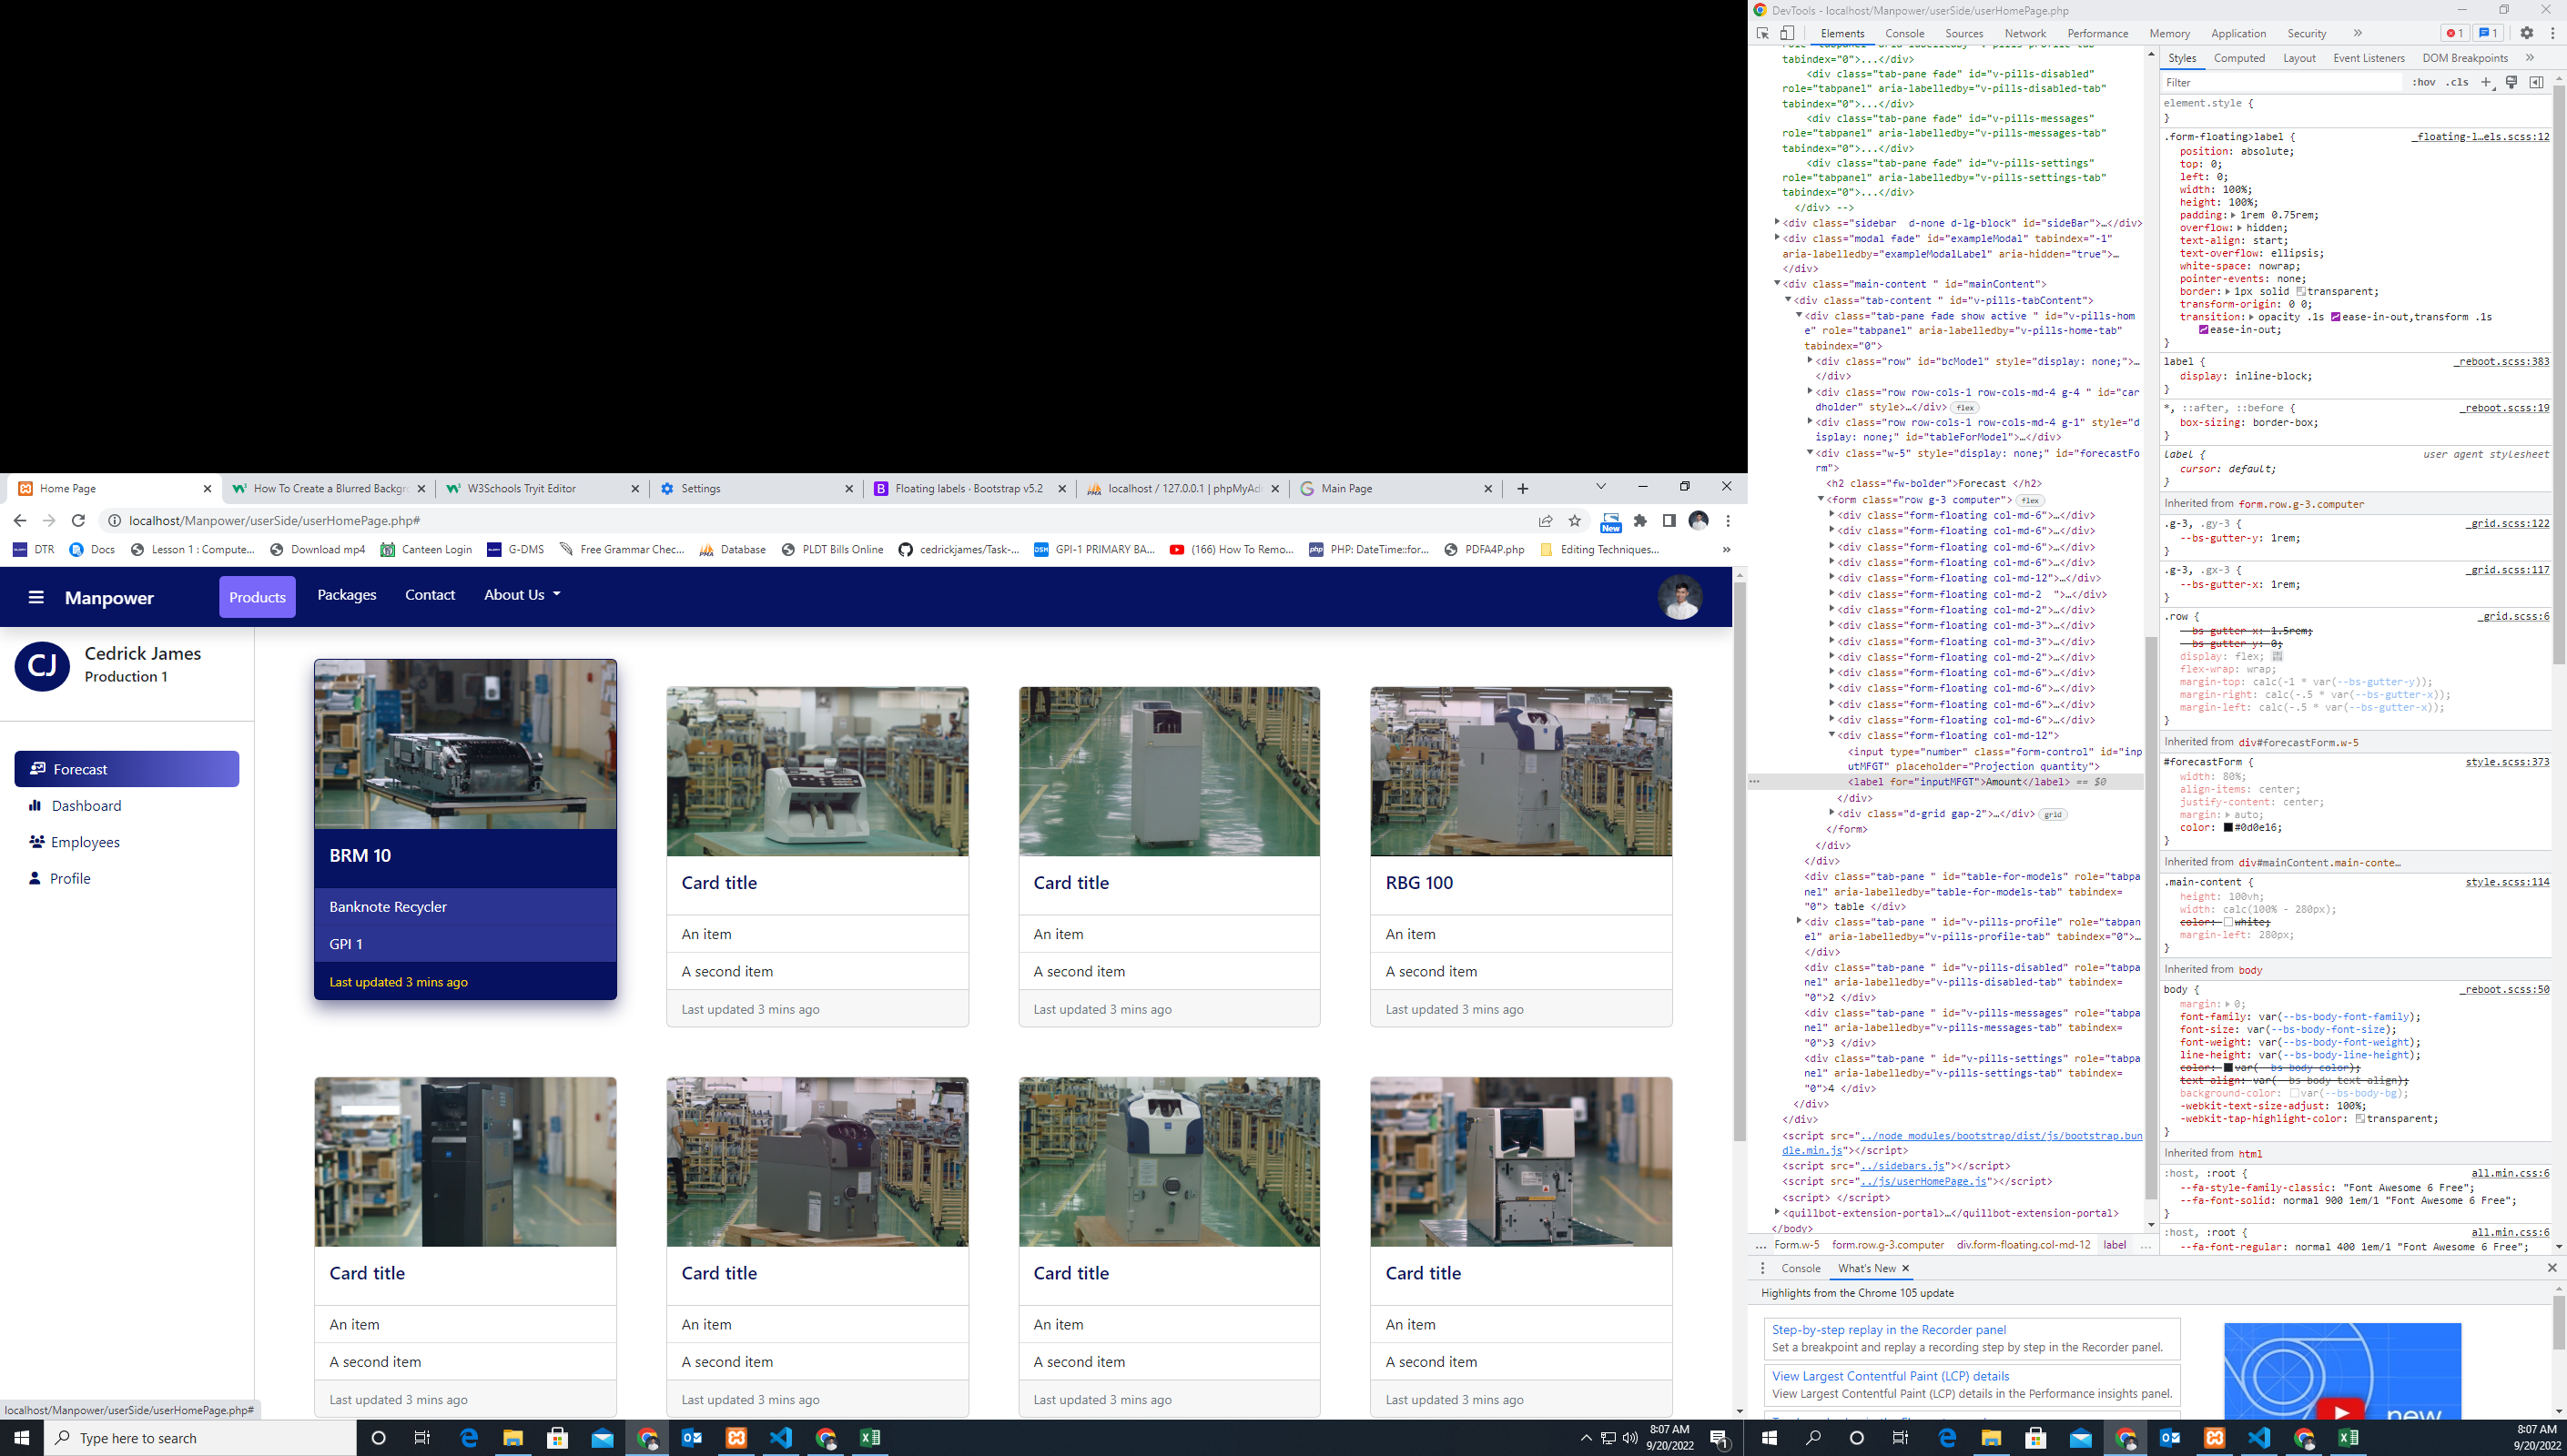 Home Page
How To Create a Blurred Backgro
W3Schools Tryit Editor
Settings
Floating labels · Bootstrap v5.2
localhost / 127.0.0.1 | phpMyAd
Main Page
localhost/Manpower/userSide/userHomePage.php#
New
DTR
Docs
Lesson 1 : Compute...
Download mp4
Canteen Login
G-DMS
Free Grammar Chec...
Database
PLDT Bills Online
cedrickjames/Task-...
GPI-1 PRIMARY BA...
(166) How To Remo...
PHP: DateTime::for...
PDFA4P.php
Editing Techniques...
Manpower
Products
Packages
Contact
About Us
CJ
Cedrick James
Production 1
Forecast
Dashboard
Employees
Profile
BRM 10
Banknote Recycler
GPI 1
Last updated 3 mins ago
Card title
An item
A second item
Last updated 3 mins ago
Card title
An item
A second item
Last updated 3 mins ago
RBG 100
An item
A second item
Last updated 3 mins ago
Card title
An item
A second item
Last updated 3 mins ago
Card title
An item
A second item
Last updated 3 mins ago
Card title
An item
A second item
Last updated 3 mins ago
Card title
An item
A second item
Last updated 3 mins ago
localhost/Manpower/userSide/userHomePage.php#
Type here to search
8:07 AM
9/20/2022
DevTools - localhost/Manpower/userSide/userHomePage.php
Elements
Console
Sources
Network
Performance
Memory
Application
Security
1
1
tabindex="0">...</div>
<div class="tab-pane fade" id="v-pills-disabled"
role="tabpanel" aria-labelledby="v-pills-disabled-tab"
tabindex="0">...</div>
<div class="tab-pane fade" id="v-pills-messages"
role="tabpanel" aria-labelledby="v-pills-messages-tab"
tabindex="0">...</div>
<div class="tab-pane fade" id="v-pills-settings"
role="tabpanel" aria-labelledby="v-pills-settings-tab"
tabindex="0">...</div>
</div> -->
<div class="sidebar  d-none d-lg-block" id="sideBar">…</div>
<div class="modal fade" id="exampleModal" tabindex="-1"
aria-labelledby="exampleModalLabel" aria-hidden="true">…
</div>
<div class="main-content " id="mainContent">
<div class="tab-content " id="v-pills-tabContent">
<div class="tab-pane fade show active " id="v-pills-hom
e" role="tabpanel" aria-labelledby="v-pills-home-tab"
tabindex="0">
<div class="row" id="bcModel" style="display: none;">…
</div>
<div class="row row-cols-1 row-cols-md-4 g-4 " id="car
dholder" style>…</div> flex
<div class="row row-cols-1 row-cols-md-4 g-1" style="d
isplay: none;" id="tableForModel">…</div>
<div class="w-5" style="display: none;" id="forecastFo
rm">
<h2 class="fw-bolder">Forecast </h2>
<form class="row g-3 computer"> flex
<div class="form-floating col-md-6">…</div>
<div class="form-floating col-md-6">…</div>
<div class="form-floating col-md-6">…</div>
<div class="form-floating col-md-6">…</div>
<div class="form-floating col-md-12">…</div>
<div class="form-floating col-md-2  ">…</div>
<div class="form-floating col-md-2">…</div>
<div class="form-floating col-md-3">…</div>
<div class="form-floating col-md-3">…</div>
<div class="form-floating col-md-2">…</div>
<div class="form-floating col-md-6">…</div>
<div class="form-floating col-md-6">…</div>
<div class="form-floating col-md-6">…</div>
<div class="form-floating col-md-6">…</div>
<div class="form-floating col-md-12">
<input type="number" class="form-control" id="inp
utMFGT" placeholder="Projection quantity">
<label for="inputMFGT">Amount</label> == $0
</div>
<div class="d-grid gap-2">…</div> grid
</form>
</div>
</div>
<div class="tab-pane " id="table-for-models" role="tabpa
nel" aria-labelledby="table-for-models-tab" tabindex=
"0"> table </div>
<div class="tab-pane " id="v-pills-profile" role="tabpan
el" aria-labelledby="v-pills-profile-tab" tabindex="0">…
</div>
<div class="tab-pane " id="v-pills-disabled" role="tabpa
nel" aria-labelledby="v-pills-disabled-tab" tabindex=
"0">2 </div>
<div class="tab-pane " id="v-pills-messages" role="tabpa
nel" aria-labelledby="v-pills-messages-tab" tabindex=
"0">3 </div>
<div class="tab-pane " id="v-pills-settings" role="tabpa
nel" aria-labelledby="v-pills-settings-tab" tabindex=
"0">4 </div>
</div>
</div>
<script src="../node_modules/bootstrap/dist/js/bootstrap.bun
dle.min.js"></script>
<script src="../sidebars.js"></script>
<script src="../js/userHomePage.js"></script>
<script> </script>
<quillbot-extension-portal>…</quillbot-extension-portal>
</body>
... Form.w-5 form.row.g-3.computer div.form-floating.col-md-12 label ...
Styles
Computed
Layout
Event Listeners
DOM Breakpoints
Filter
:hov .cls
element.style {
}
.form-floating>label { _floating-l…els.scss:12
position: absolute;
top: 0;
left: 0;
width: 100%;
height: 100%;
padding: 1rem 0.75rem;
overflow: hidden;
text-align: start;
text-overflow: ellipsis;
white-space: nowrap;
pointer-events: none;
border: 1px solid transparent;
transform-origin: 0 0;
transition: opacity .1s ease-in-out,transform .1s
ease-in-out;
}
label { _reboot.scss:383
display: inline-block;
}
*, ::after, ::before { _reboot.scss:19
box-sizing: border-box;
}
label { user agent stylesheet
cursor: default;
}
Inherited from form.row.g-3.computer
.g-3, .gy-3 { _grid.scss:122
--bs-gutter-y: 1rem;
}
.g-3, .gx-3 { _grid.scss:117
--bs-gutter-x: 1rem;
}
.row { _grid.scss:6
--bs-gutter-x: 1.5rem;
--bs-gutter-y: 0;
display: flex;
flex-wrap: wrap;
margin-top: calc(-1 * var(--bs-gutter-y));
margin-right: calc(-.5 * var(--bs-gutter-x));
margin-left: calc(-.5 * var(--bs-gutter-x));
}
Inherited from div#forecastForm.w-5
#forecastForm { style.scss:373
width: 80%;
align-items: center;
justify-content: center;
margin: auto;
color: #0d0e16;
}
Inherited from div#mainContent.main-conte…
.main-content { style.scss:114
height: 100vh;
width: calc(100% - 280px);
color: white;
margin-left: 280px;
}
Inherited from body
body { _reboot.scss:50
margin: 0;
font-family: var(--bs-body-font-family);
font-size: var(--bs-body-font-size);
font-weight: var(--bs-body-font-weight);
line-height: var(--bs-body-line-height);
color: var(--bs-body-color);
text-align: var(--bs-body-text-align);
background-color: var(--bs-body-bg);
-webkit-text-size-adjust: 100%;
-webkit-tap-highlight-color: transparent;
}
Inherited from html
:host, :root { all.min.css:6
--fa-style-family-classic: "Font Awesome 6 Free";
--fa-font-solid: normal 900 1em/1 "Font Awesome 6 Free";
}
:host, :root { all.min.css:6
--fa-font-regular: normal 400 1em/1 "Font Awesome 6 Free";
Console
What's New
Highlights from the Chrome 105 update
Step-by-step replay in the Recorder panel
Set a breakpoint and replay a recording step by step in the Recorder panel.
View Largest Contentful Paint (LCP) details
View Largest Contentful Paint (LCP) details in the Performance insights panel.
new
8:07 AM
9/20/2022